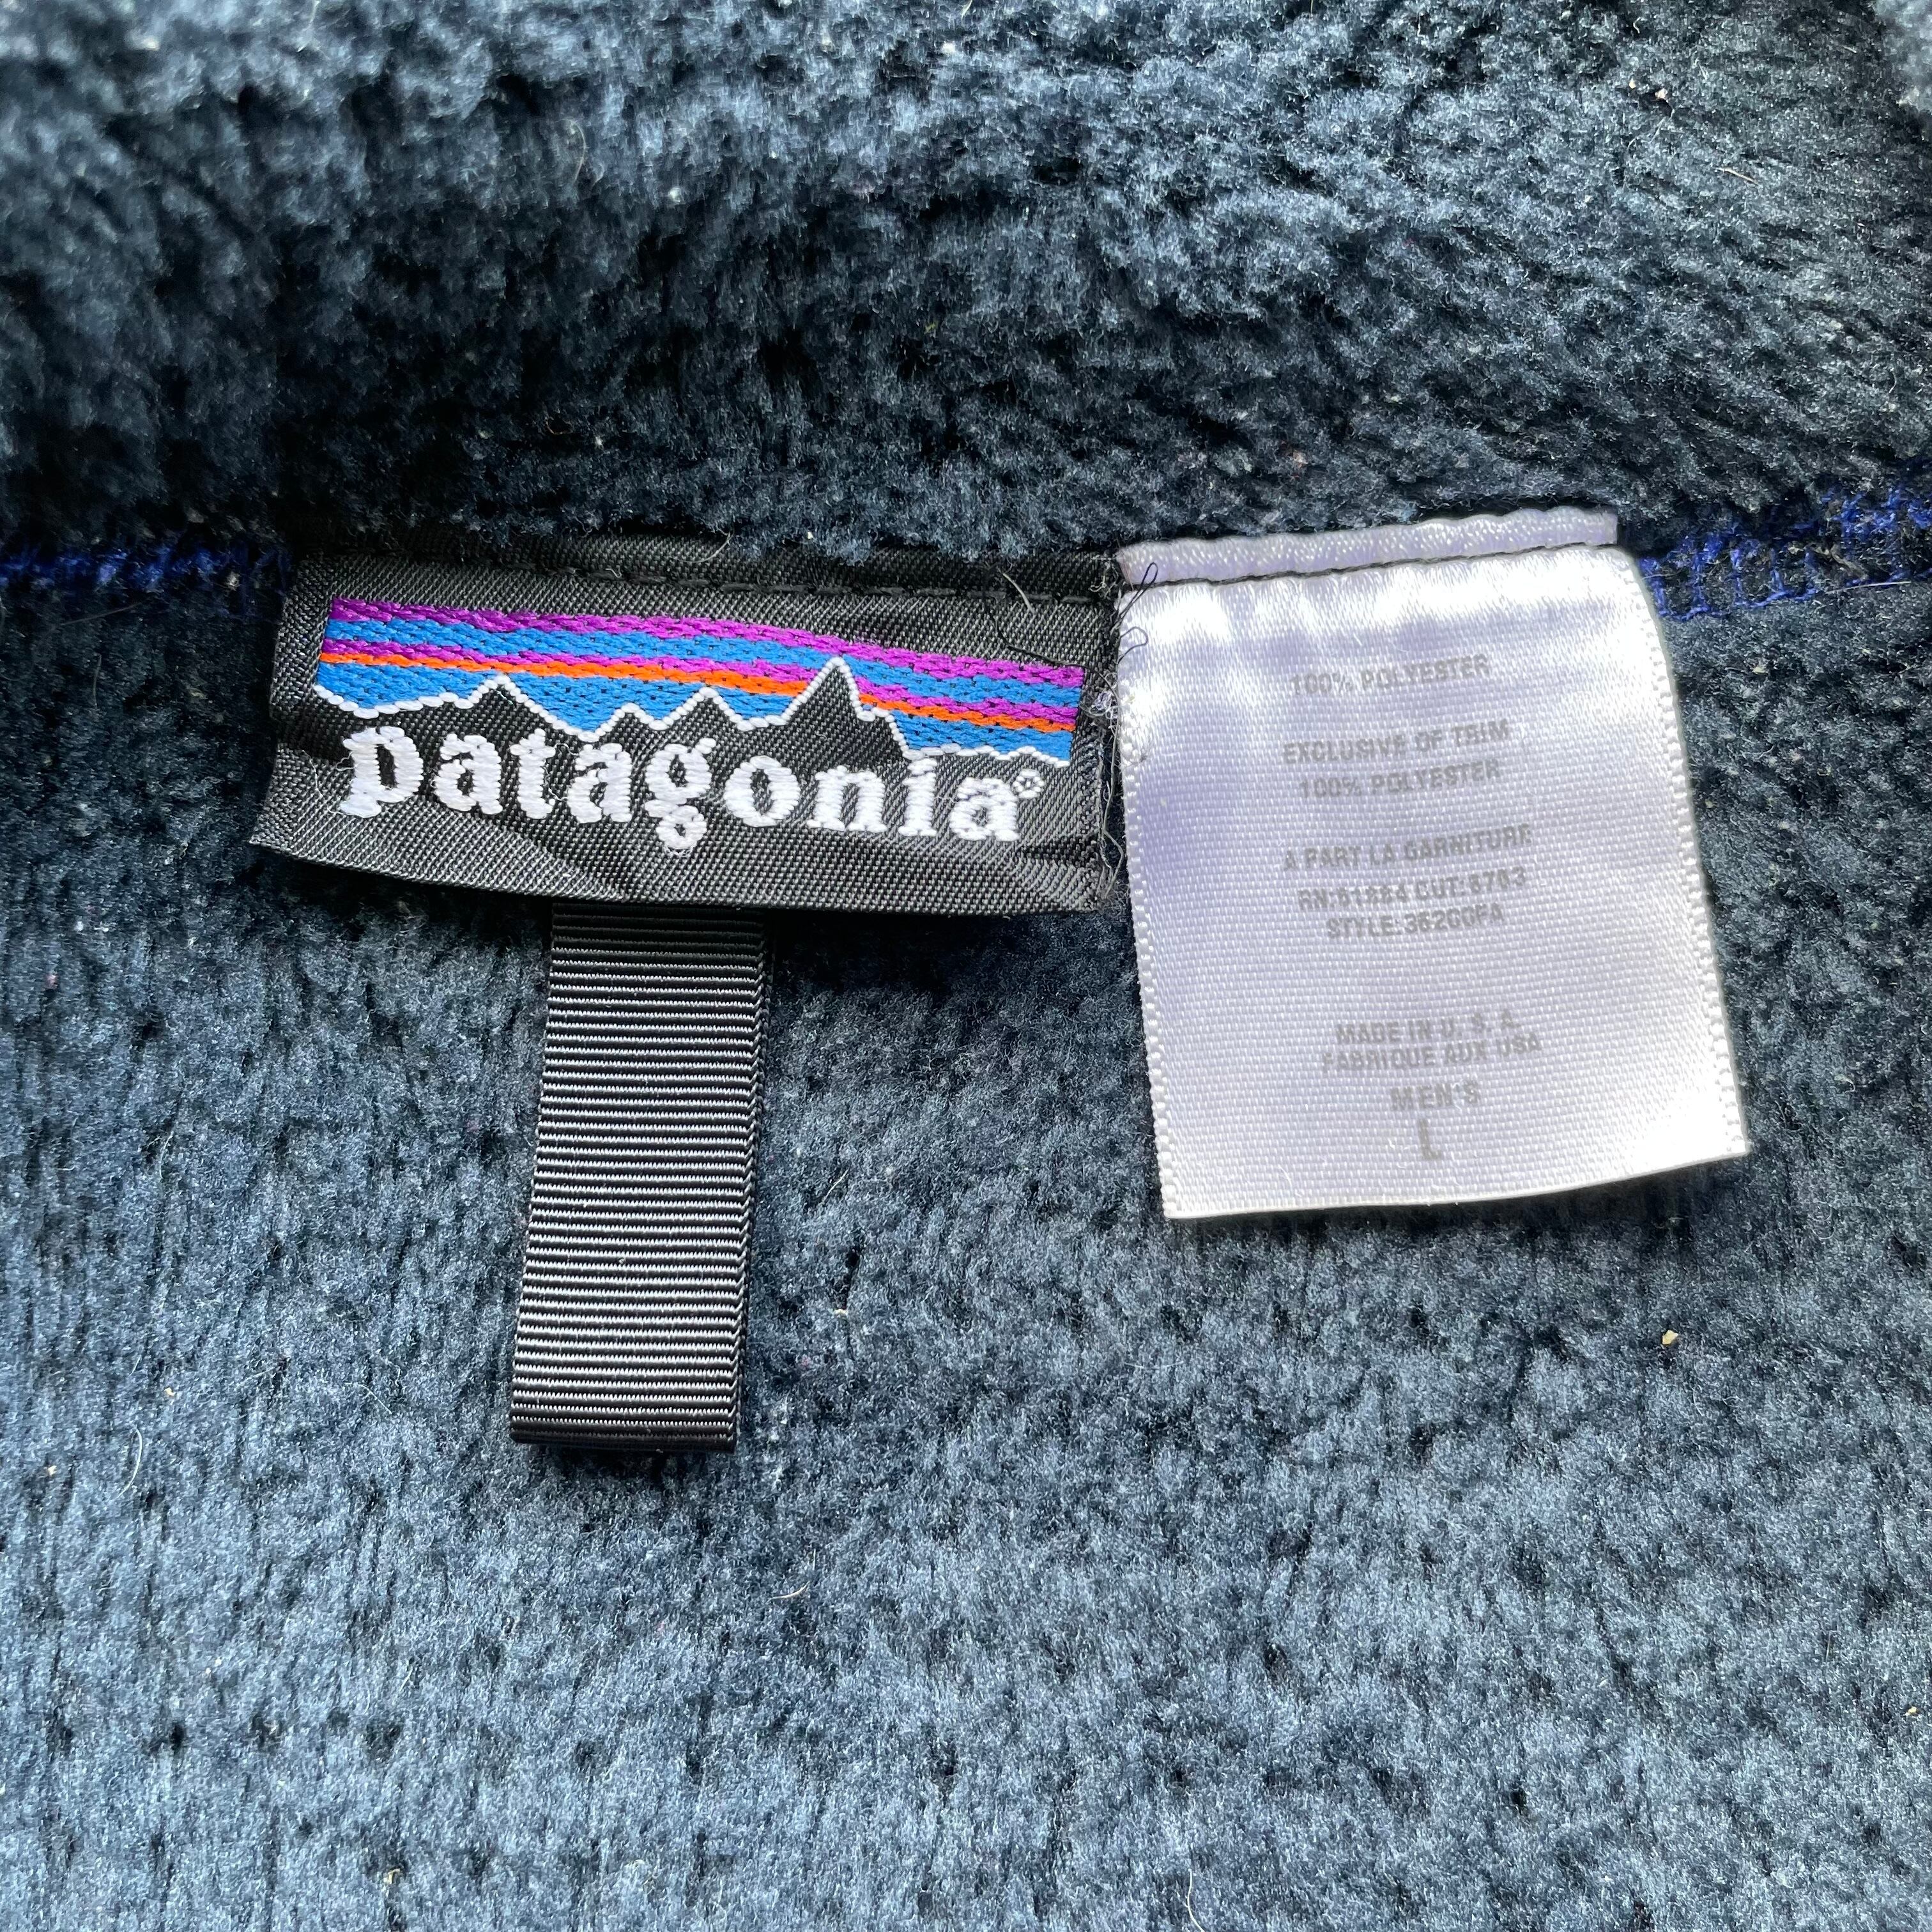 patagonia®
100% POLYESTER
EXCLUSIVE OF TRIM
100% POLYESTER
A PART LA GARNITURE
RN:51884 CUT:8703
STYLE:36200FA
MADE IN U. S. A.
FABRIQUE AUX USA
MEN'S
L